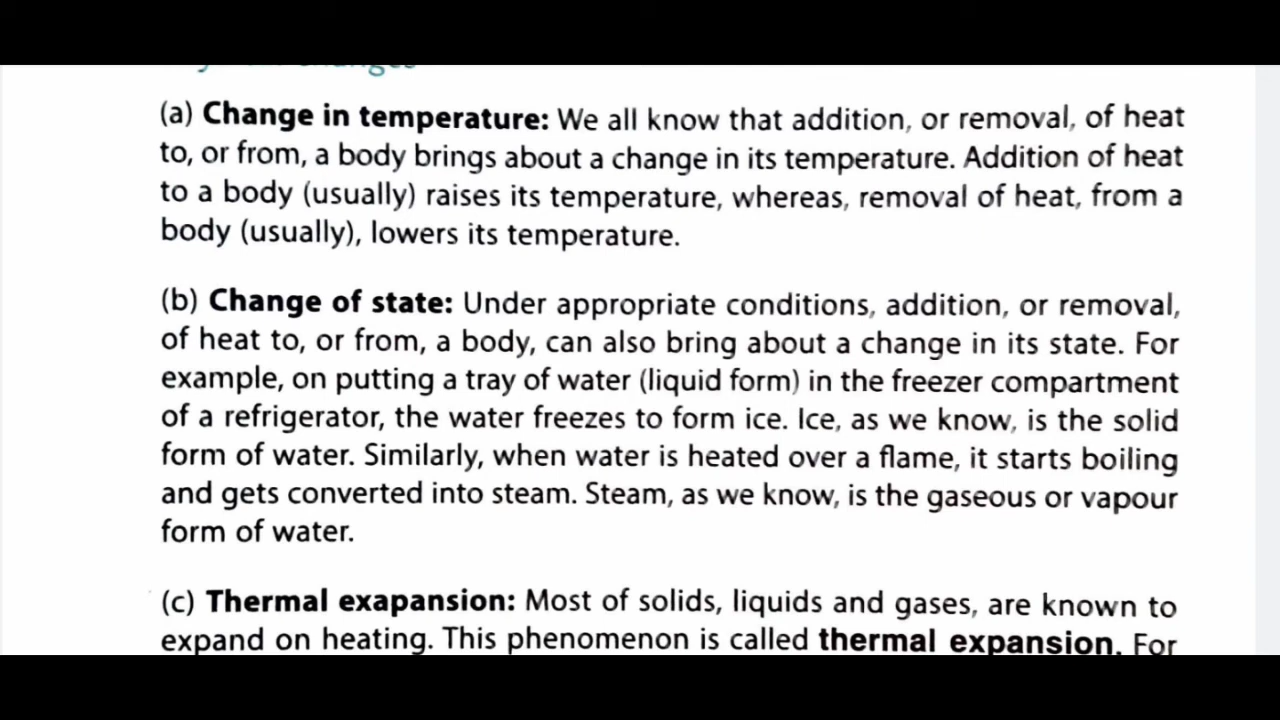 changes
(a) Change in temperature: We all know that addition, or removal, of heat
to, or from, a body brings about a change in its temperature. Addition of heat
to a body (usually) raises its temperature, whereas, removal of heat, from a
body (usually), lowers its temperature.
(b) Change of state: Under appropriate conditions, addition, or removal,
of heat to, or from, a body, can also bring about a change in its state. For
example, on putting a tray of water (liquid form) in the freezer compartment
of a refrigerator, the water freezes to form ice. Ice, as we know, is the solid
form of water. Similarly, when water is heated over a flame, it starts boiling
and gets converted into steam. Steam, as we know, is the gaseous or vapour
form of water.
(c) Thermal exapansion: Most of solids, liquids and gases, are known to
expand on heating. This phenomenon is called thermal expansion. For